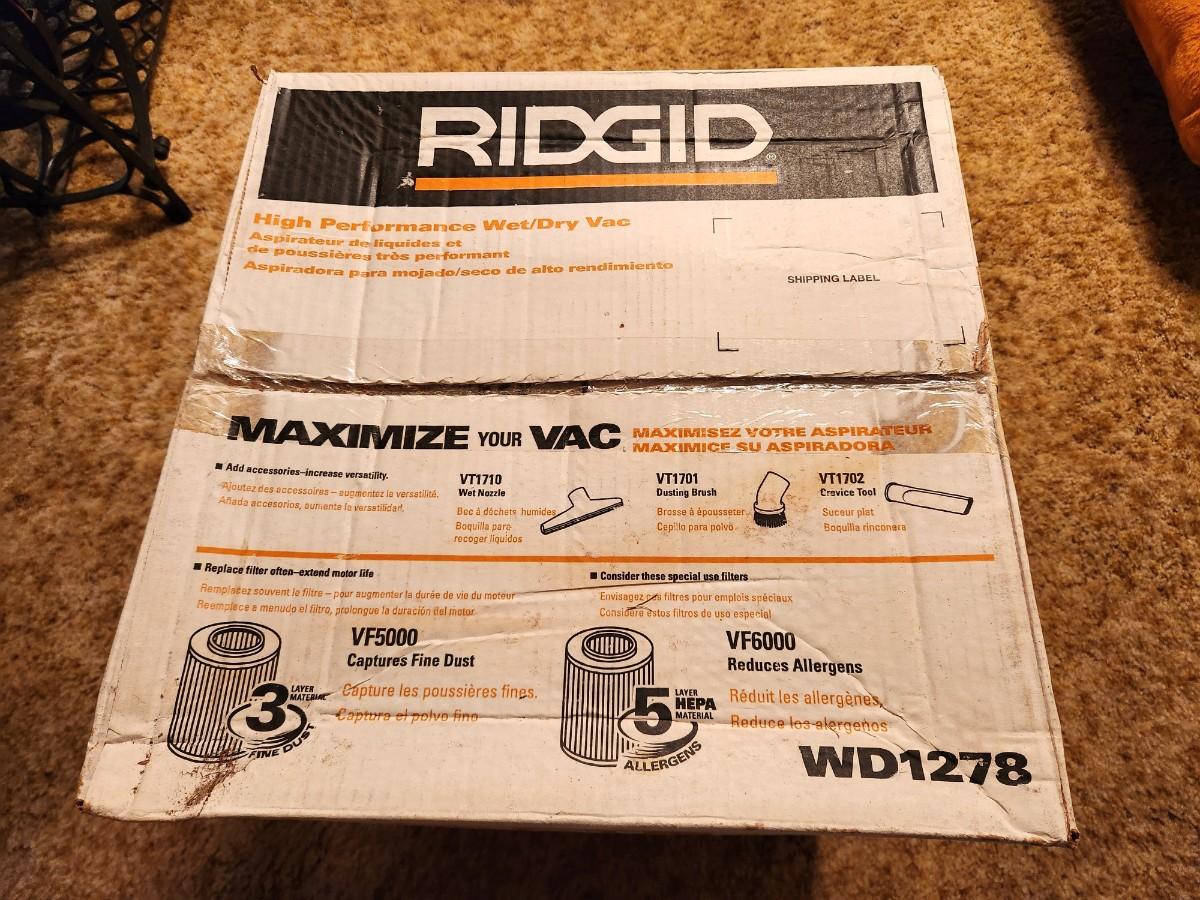 RIDGID®
High Performance Wet/Dry Vac
Aspirateur de liquides et
de poussières très performant
Aspiradora para mojado/seco de alto rendimiento
SHIPPING LABEL
MAXIMIZE YOUR VAC
MAXIMISEZ VOTRE ASPIRATEUR
MAXIMICE SU ASPIRADORA
■ Add accessories–increase versatility.
Ajoutez des accessoires – augmentez la versatilité.
Añada accesorios, aumente la versatilidad.
VT1710
Wet Nozzle
Bec à déchets humides
Boquilla para
recoger liquidos
VT1701
Dusting Brush
Brosse à épousseter
Cepillo para polvo
VT1702
Crevice Tool
Suceur plat
Boquilla rinconera
■ Replace filter often–extend motor life
Remplacez souvent le filtre – pour augmenter la durée de vie du moteur
Reemplace a menudo el filtro, prolongue la duración del motor
■ Consider these special use filters
Envisagez ces filtres pour emplois spéciaux
Considere estos filtros de uso especial
VF5000
Captures Fine Dust
Capture les poussières fines.
Captura el polvo fino
3 LAYER
MATERIAL
FINE DUST
VF6000
Reduces Allergens
Réduit les allergènes,
Reduce los alergenos
5 LAYER
HEPA
MATERIAL
ALLERGENS
WD1278